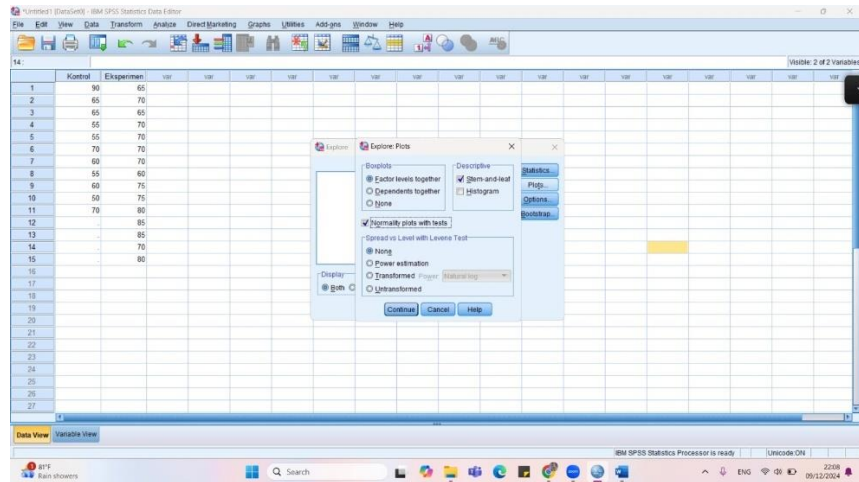 *Untitled1 [DataSet0] - IBM SPSS Statistics Data Editor
File Edit View Data Transform Analyze Direct Marketing Graphs Utilities Add-ons Window Help
14 :
Visible: 2 of 2 Variables
Kontrol Eksperimen var var var var var var var var var var var var var
1 90 65
2 65 70
3 65 65
4 55 70
5 55 70
6 70 70
7 60 70
8 55 60
9 60 75
10 50 75
11 70 80
12 . 85
13 . 85
14 . 70
15 . 80
16
17
18
19
20
21
22
23
24
25
26
27
Explore
Statistics...
Plots...
Options...
Bootstrap...
Display
Both
Explore: Plots
Boxplots
Factor levels together
Dependents together
None
Descriptive
Stem-and-leaf
Histogram
Normality plots with tests
Spread vs Level with Levene Test
None
Power estimation
Transformed Power: Natural log
Untransformed
Continue Cancel Help
Data View Variable View
IBM SPSS Statistics Processor is ready Unicode:ON
81°F
Rain showers
Search
ENG
22:08
09/12/2024